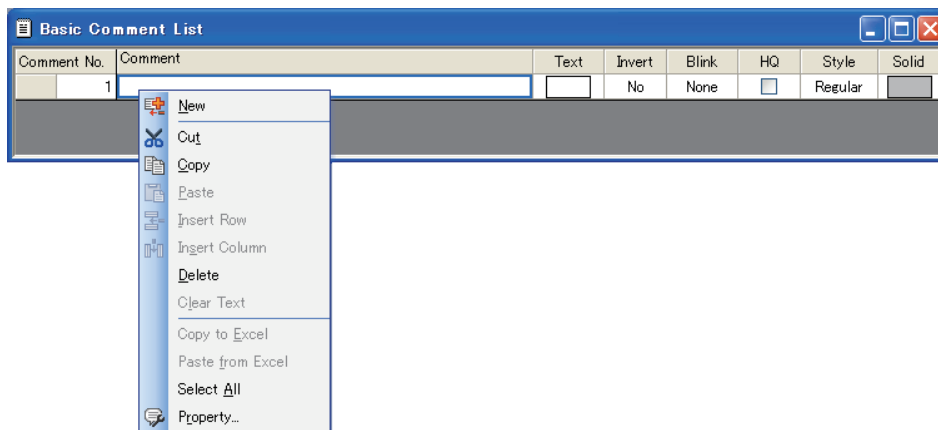 Basic Comment List
Comment No. Comment Text Invert Blink HQ Style Solid
1 No None Regular
New
Cut
Copy
Paste
Insert Row
Insert Column
Delete
Clear Text
Copy to Excel
Paste from Excel
Select All
Property...